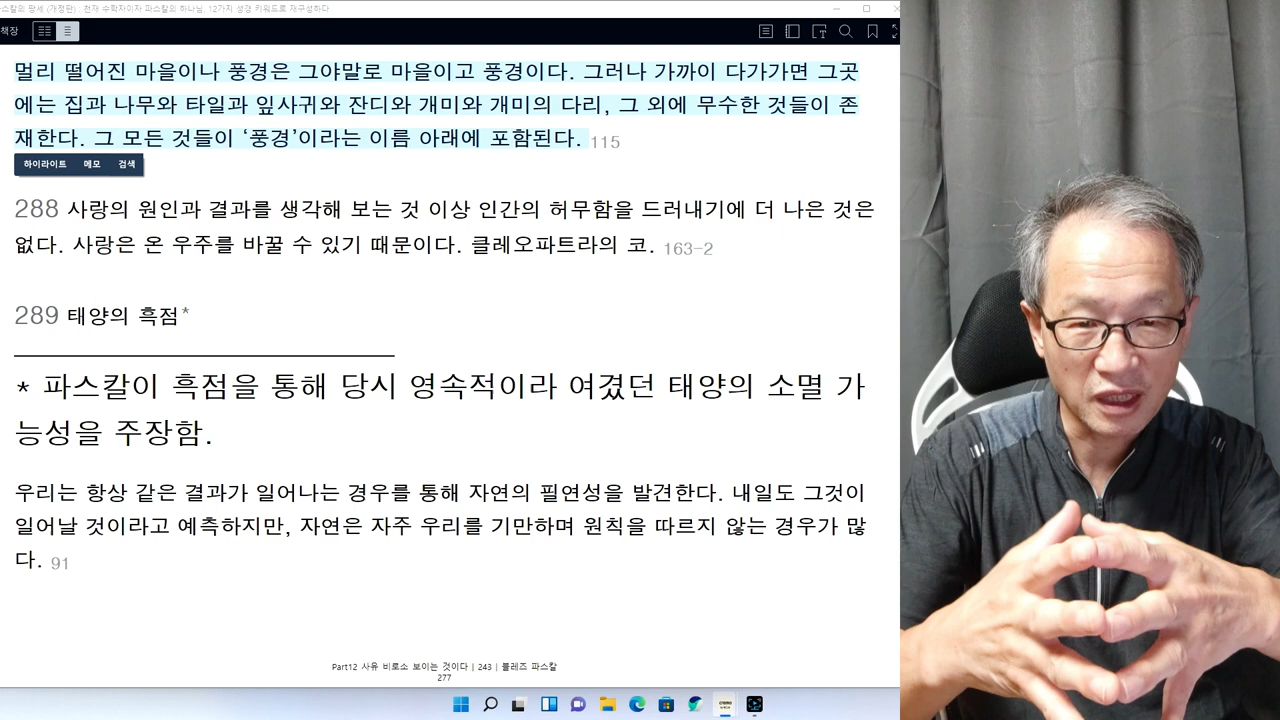 스칼의 팡세 (개정판) : 천재 수학자이자 파스칼의 하나님, 12가지 성경 키워드로 재구성하다
책장
멀리 떨어진 마을이나 풍경은 그야말로 마을이고 풍경이다. 그러나 가까이 다가가면 그곳
에는 집과 나무와 타일과 잎사귀와 잔디와 개미와 개미의 다리, 그 외에 무수한 것들이 존
재한다. 그 모든 것들이 ‘풍경’이라는 이름 아래에 포함된다. 115
하이라이트 메모 검색
288 사랑의 원인과 결과를 생각해 보는 것 이상 인간의 허무함을 드러내기에 더 나은 것은
없다. 사랑은 온 우주를 바꿀 수 있기 때문이다. 클레오파트라의 코. 163-2
289 태양의 흑점*
* 파스칼이 흑점을 통해 당시 영속적이라 여겼던 태양의 소멸 가
능성을 주장함.
우리는 항상 같은 결과가 일어나는 경우를 통해 자연의 필연성을 발견한다. 내일도 그것이
일어날 것이라고 예측하지만, 자연은 자주 우리를 기만하며 원칙을 따르지 않는 경우가 많
다. 91
Part12 사유 비로소 보이는 것이다 | 243 | 블레즈 파스칼
277